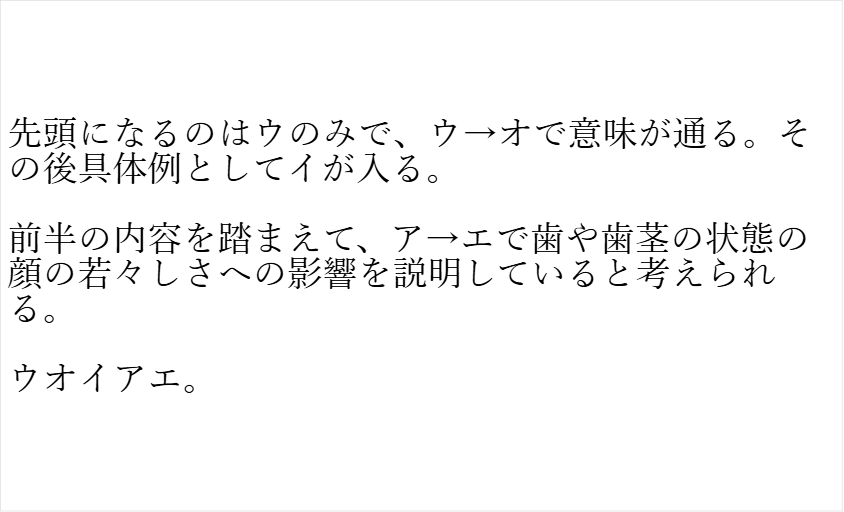 先頭になるのはウのみで、ウ→オで意味が通る。そ
の後具体例としてイが入る。
前半の内容を踏まえて、ア→エで歯や歯茎の状態の
顔の若々しさへの影響を説明していると考えられ
る。
ウオイアエ。